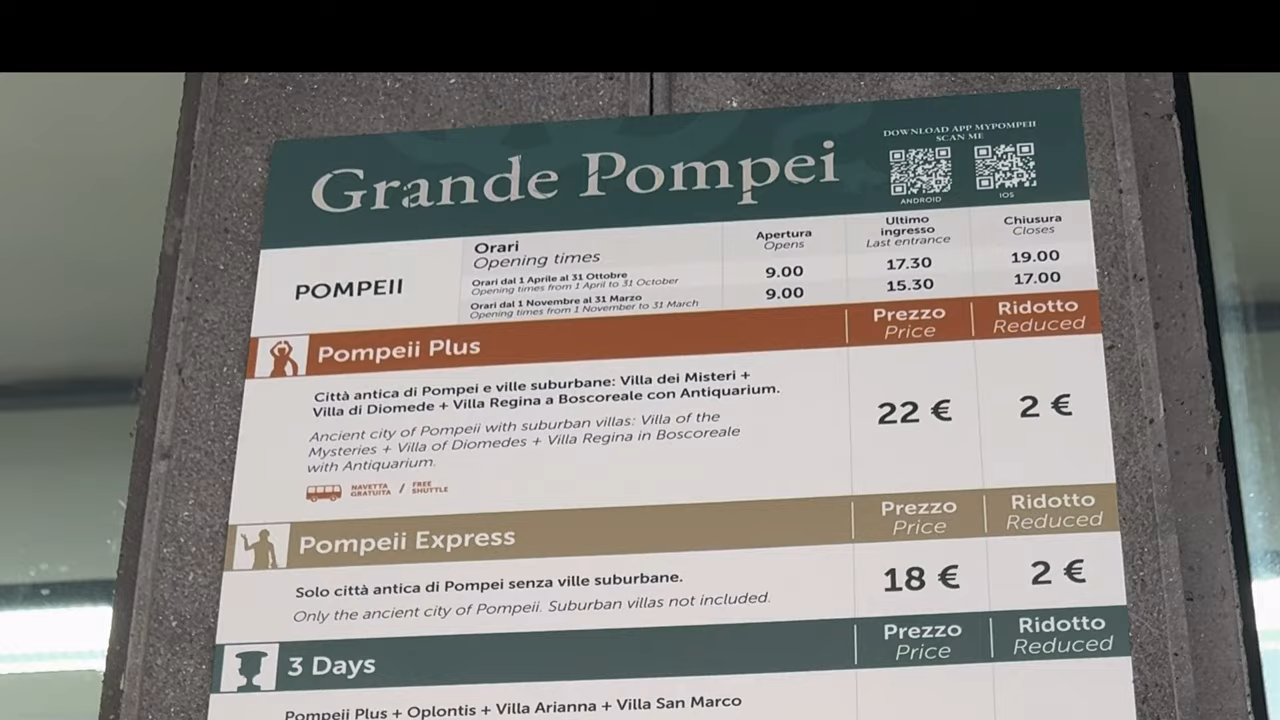 DOWNLOAD APP MYPOMPEII
SCAN ME
Grande Pompei
ANDROID
IOS
POMPEII
Orari
Opening times
Apertura
Opens
Ultimo
ingresso
Last entrance
Chiusura
Closes
Orari dal 1 Aprile al 31 Ottobre
Opening times from 1 April to 31 October
9.00
17.30
19.00
Orari dal 1 Novembre al 31 Marzo
Opening times from 1 November to 31 March
9.00
15.30
17.00
Pompeii Plus
Prezzo
Price
Ridotto
Reduced
Città antica di Pompei e ville suburbane: Villa dei Misteri +
Villa di Diomede + Villa Regina a Boscoreale con Antiquarium.
Ancient city of Pompeii with suburban villas: Villa of the
Mysteries + Villa of Diomedes + Villa Regina in Boscoreale
with Antiquarium.
22 €
2 €
NAVETTA
GRATUITA
/
FREE
SHUTTLE
Pompeii Express
Prezzo
Price
Ridotto
Reduced
Solo città antica di Pompei senza ville suburbane.
Only the ancient city of Pompeii. Suburban villas not included.
18 €
2 €
3 Days
Prezzo
Price
Ridotto
Reduced
Pompeii Plus + Oplontis + Villa Arianna + Villa San Marco